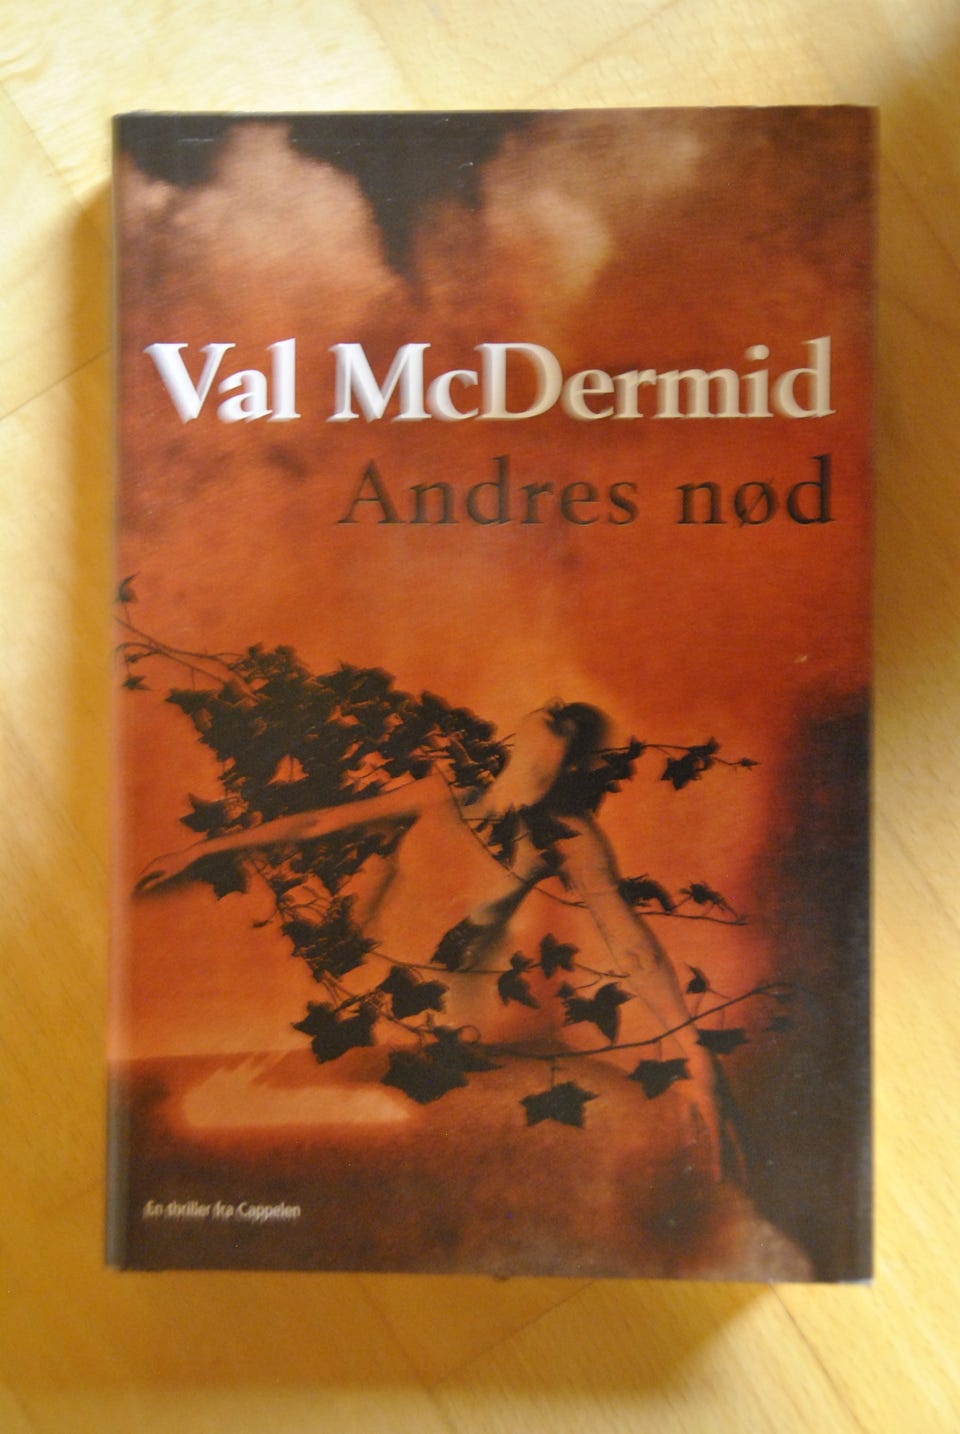 Val McDermid
Andres nød
En thriller fra Cappelen